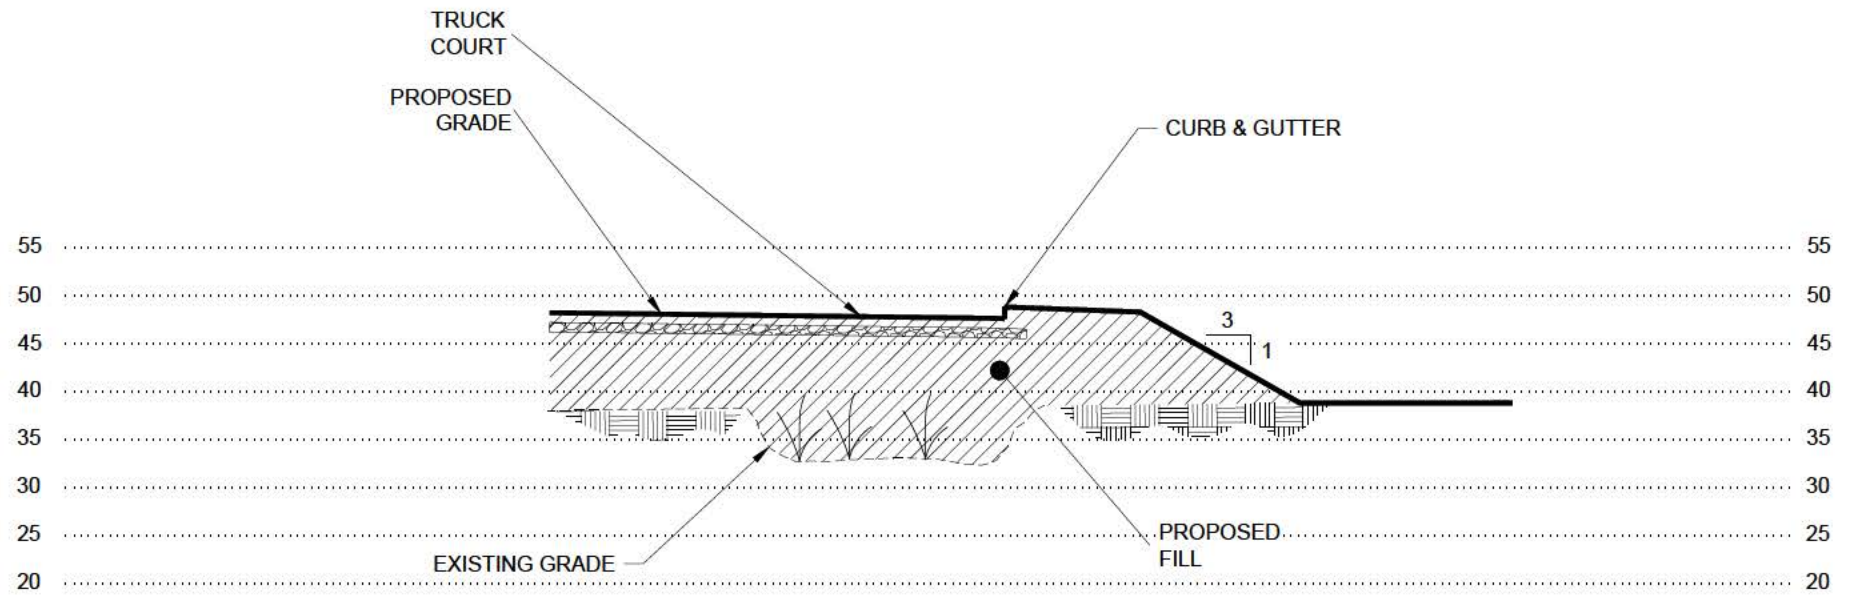 TRUCK
COURT
PROPOSED
GRADE
CURB & GUTTER
55 55
50 50
3
45 1 45
40 40
35 35
30 30
25 PROPOSED 25
FILL
EXISTING GRADE
20 20